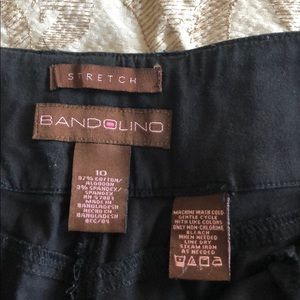 STRETCH
BANDOLINO
10
97% COTTON/
ALGODON
3% SPANDEX/
MADE IN
BANGLADESH
HECHO EN
BANGLADESH
MACHINE WASH COLD
GENTLE CYCLE
WITH LIKE COLORS
ONLY NON-CHLORINE
BLEACH
WHEN NEEDED
LINE DRY
STEAM IRON
AS NEEDED